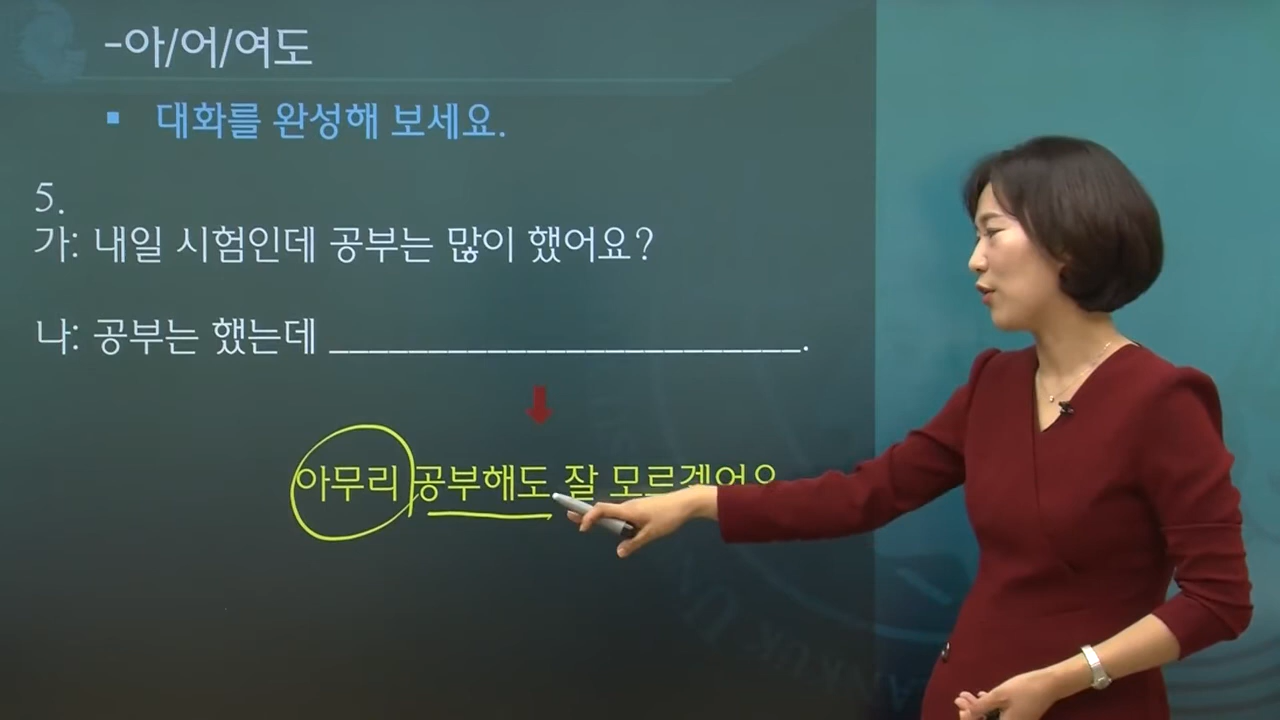 -아/어/여도
▪ 대화를 완성해 보세요.
5.
가: 내일 시험인데 공부는 많이 했어요?
나: 공부는 했는데 ________________________.
아무리 공부해도 잘 모르겠어요